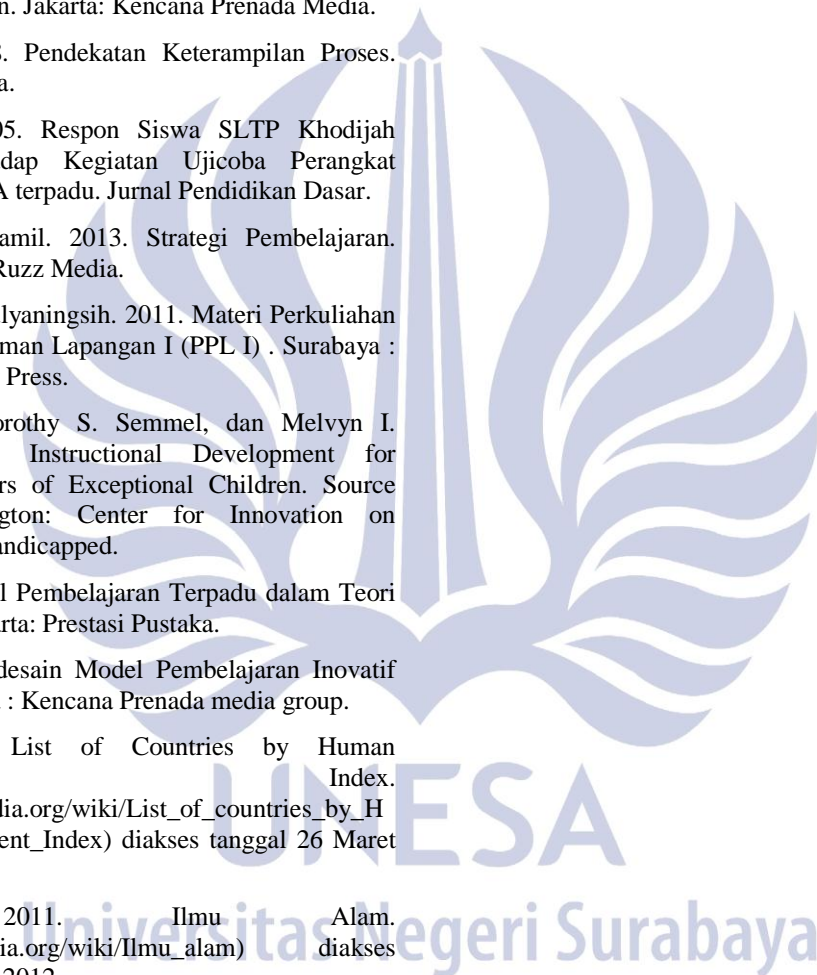 n. Jakarta: Kencana Prenada Media.
. Pendekatan Keterampilan Proses.
a.
05. Respon Siswa SLTP Khodijah
dap Kegiatan Ujicoba Perangkat
A terpadu. Jurnal Pendidikan Dasar.
amil. 2013. Strategi Pembelajaran.
Ruzz Media.
lyaningsih. 2011. Materi Perkuliahan
man Lapangan I (PPL I) . Surabaya :
Press.
orothy S. Semmel, dan Melvyn I.
Instructional Development for
rs of Exceptional Children. Source
gton: Center for Innovation on
andicapped.
l Pembelajaran Terpadu dalam Teori
arta: Prestasi Pustaka.
desain Model Pembelajaran Inovatif
: Kencana Prenada media group.
List of Countries by Human
Index.
dia.org/wiki/List_of_countries_by_H
ent_Index) diakses tanggal 26 Maret
2011. Ilmu Alam.
ia.org/wiki/Ilmu_alam) diakses
2012
UNESA
Universitas Negeri Surabaya